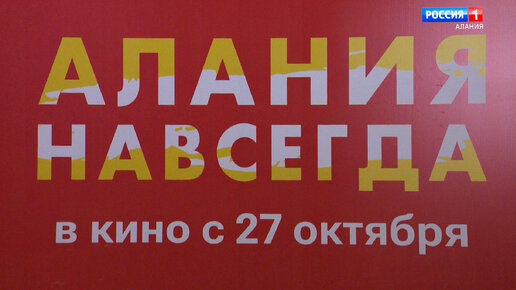 РОССИЯ 1
АЛАНИЯ
АЛАНИЯ
НАВСЕГДА
в кино с 27 октября